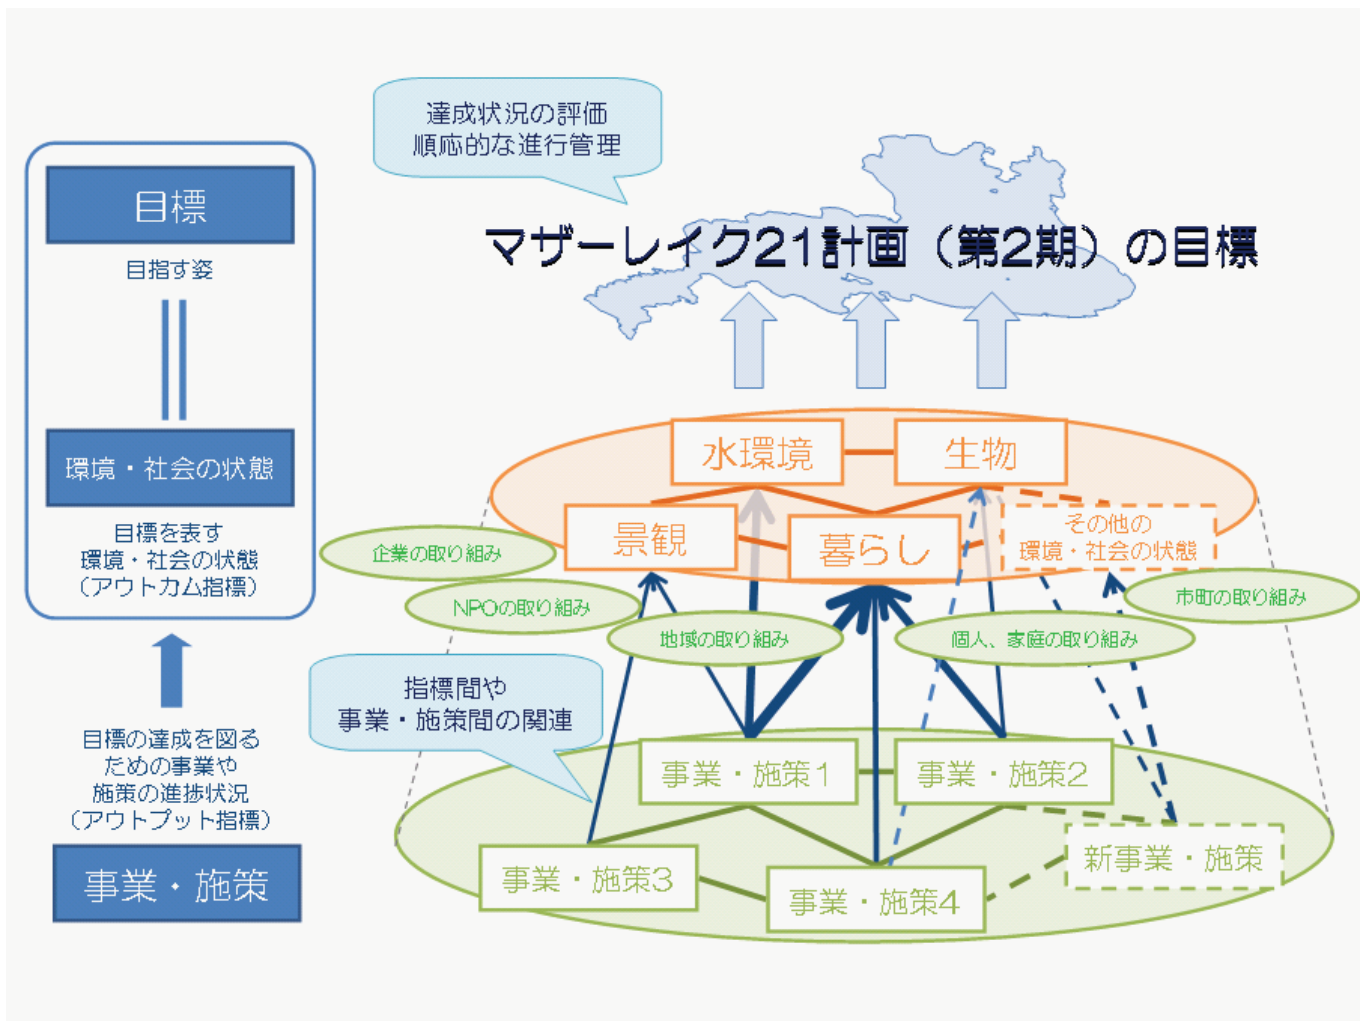 達成状況の評価
順応的な進行管理
マザーレイク21計画（第2期）の目標
目標
目指す姿
環境・社会の状態
目標を表す
環境・社会の状態
（アウトカム指標）
目標の達成を図る
ための事業や
施策の進捗状況
（アウトプット指標）
事業・施策
水環境
生物
景観
暮らし
その他の
環境・社会の状態
企業の取り組み
NPOの取り組み
地域の取り組み
個人、家庭の取り組み
市町の取り組み
指標間や
事業・施策間の関連
事業・施策1
事業・施策2
事業・施策3
事業・施策4
新事業・施策